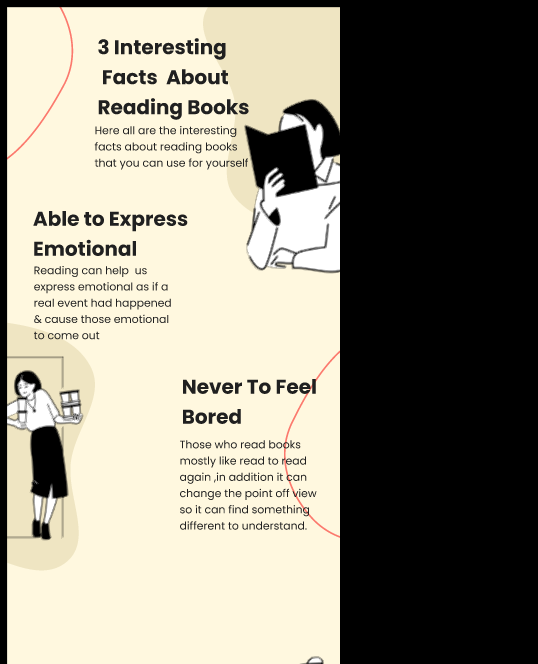 3 Interesting
Facts About
Reading Books
Here all are the interesting
facts about reading books
that you can use for yourself
Able to Express
Emotional
Reading can help us
express emotional as if a
real event had happened
& cause those emotional
to come out
Never To Feel
Bored
Those who read books
mostly like read to read
again ,in addition it can
change the point off view
so it can find something
different to understand.